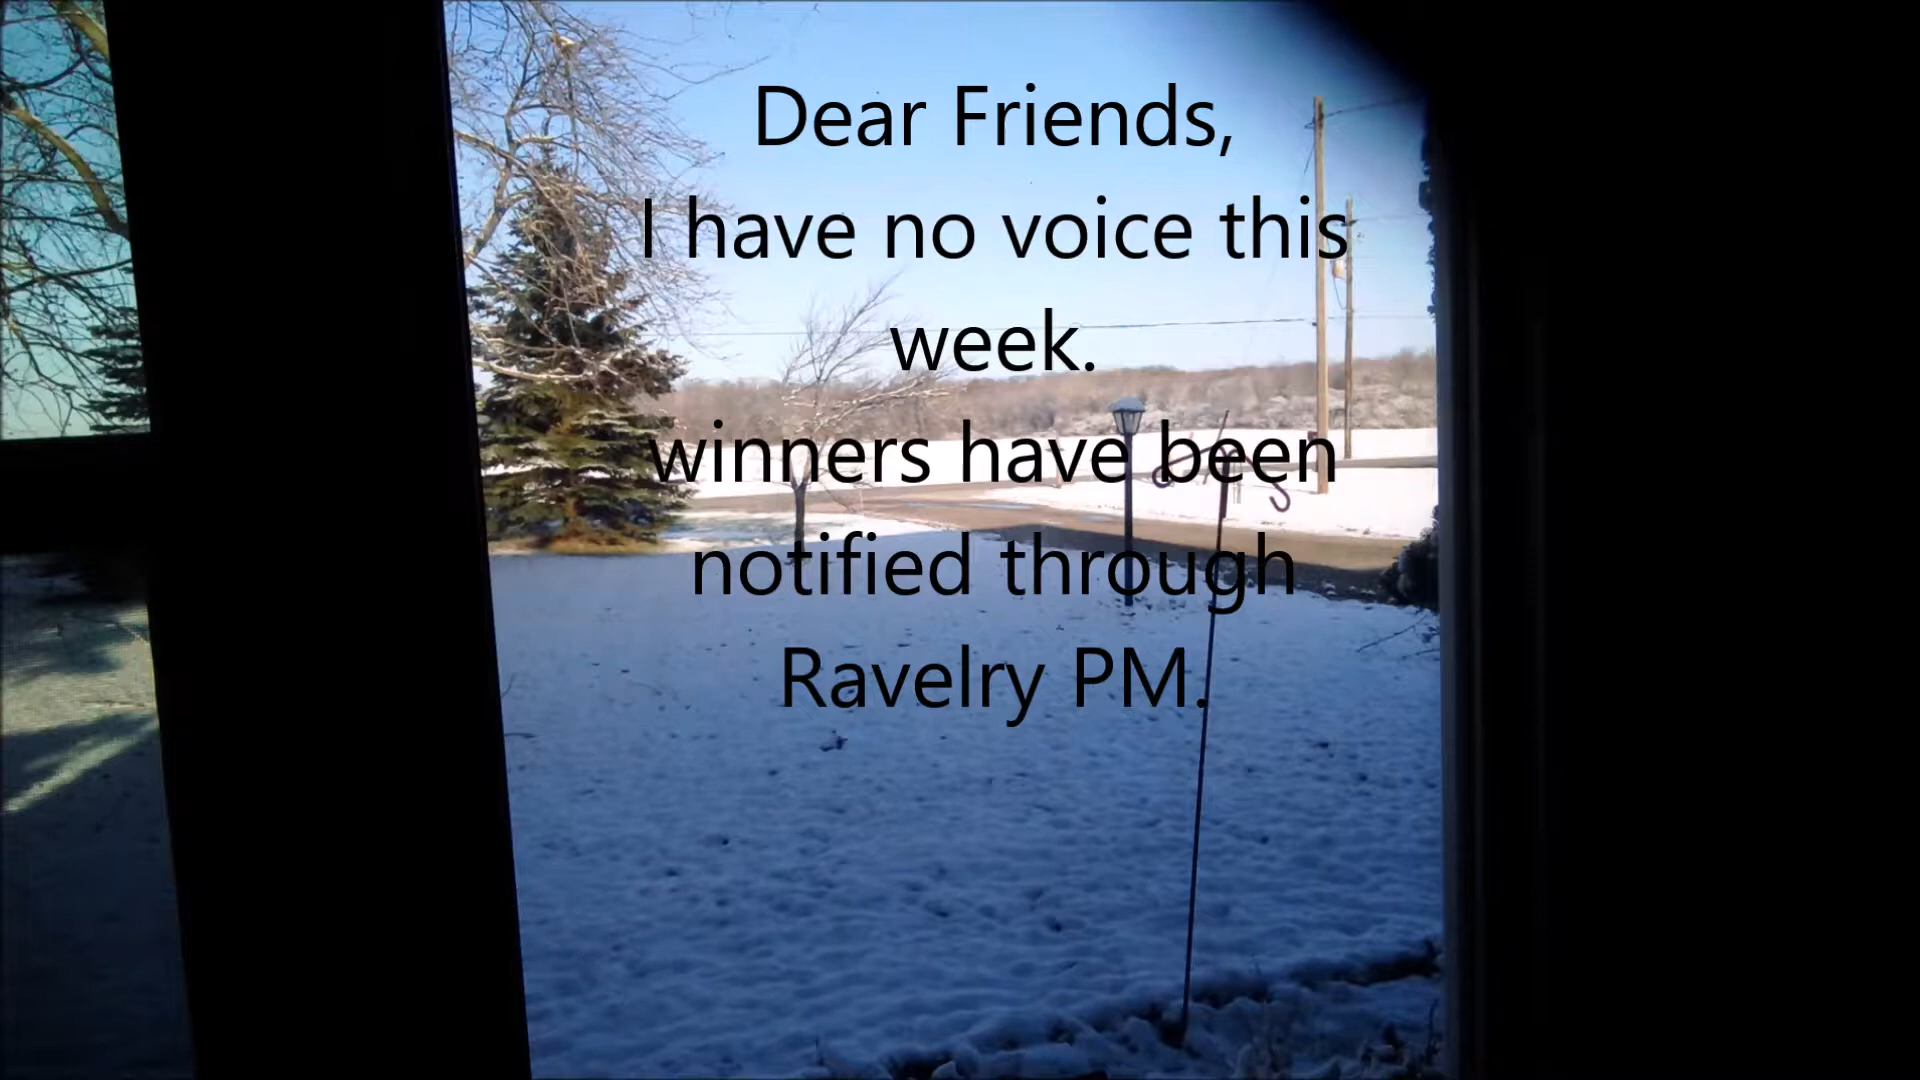 Dear Friends,
I have no voice this
week.
winners have been
notified through
Ravelry PM.